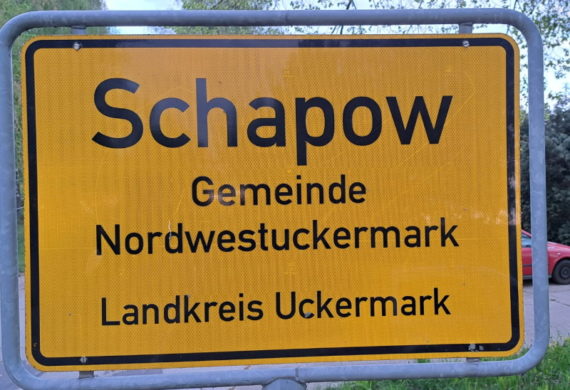 Schapow
Gemeinde
Nordwestuckermark
Landkreis Uckermark